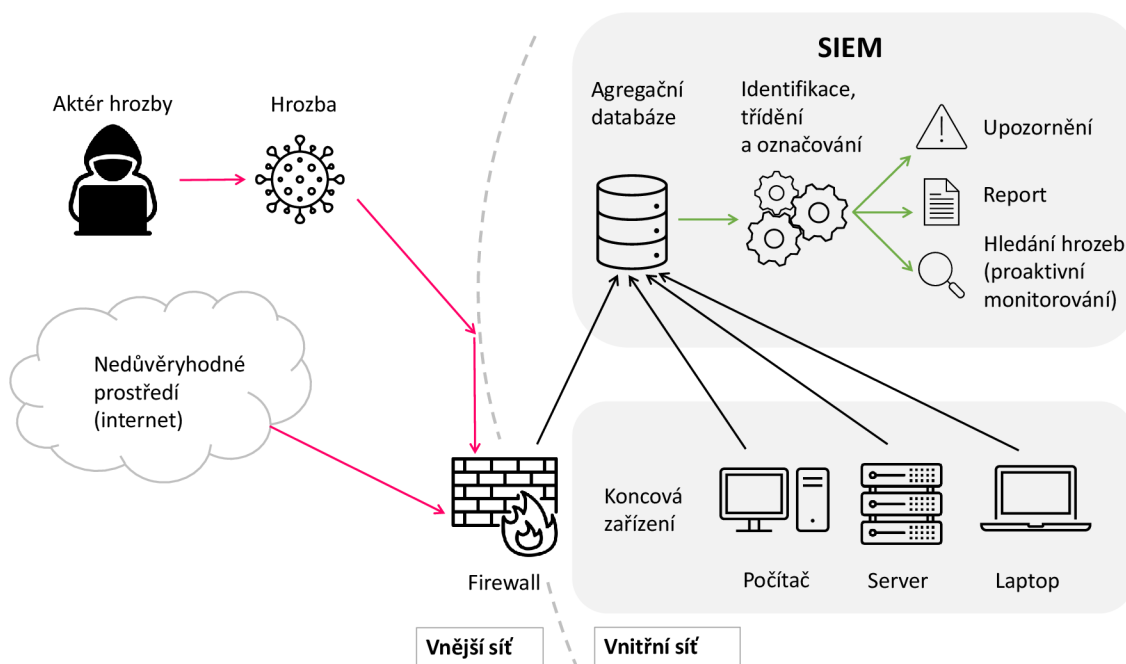 SIEM
Aktér hrozby
Hrozba
Agregační
databáze
Identifikace,
třídění
a označování
Upozornění
Report
Hledání hrozeb
(proaktivní
monitorování)
Nedůvěryhodné
prostředí
(internet)
Koncová
zařízení
Firewall
Počítač
Server
Laptop
Vnější síť
Vnitřní síť